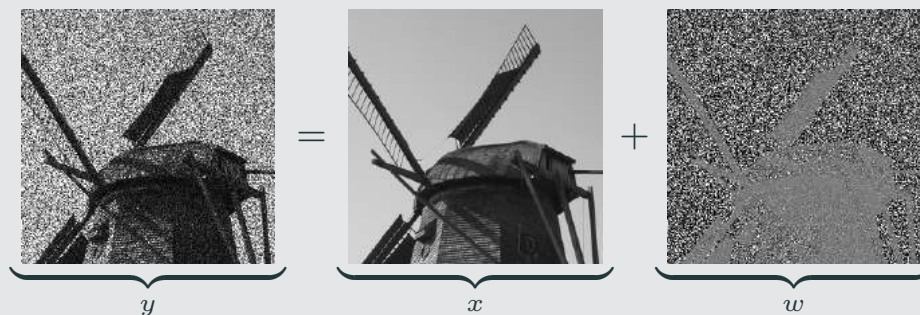 y = x + w